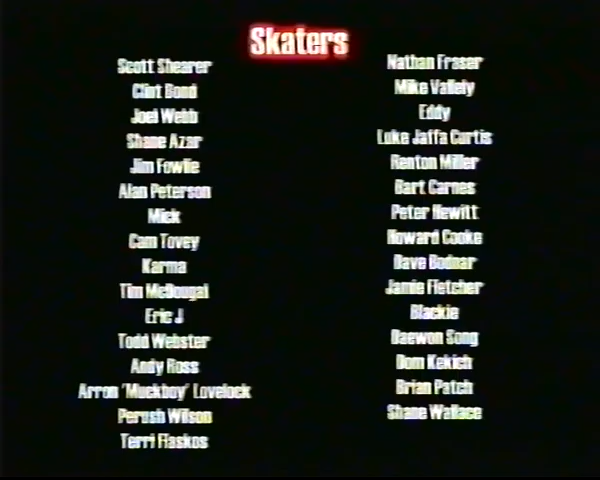 Skaters
Scott Shearer
Clint Bond
Joel Webb
Shane Azar
Jim Fowlie
Alan Peterson
Mick
Cam Tovey
Karma
Tim McDougal
Eric J
Todd Webster
Andy Ross
Arron 'Muckboy' Lovelock
Perush Wilson
Terri Fiaskos
Nathan Fraser
Mike Vallely
Eddy
Luke Jaffa Curtis
Renton Miller
Bart Carnes
Peter Hewitt
Howard Cooke
Dave Bodnar
Jamie Fletcher
Blackie
Daewon Song
Dom Kekich
Brian Patch
Shane Wallace